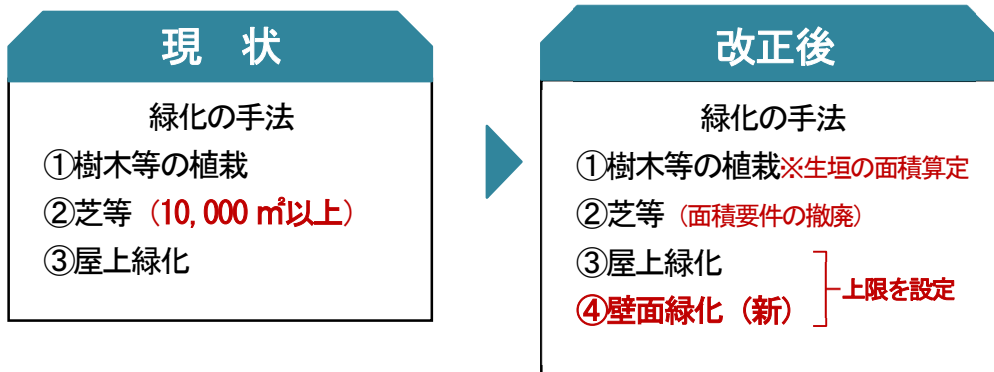 現 状
緑化の手法
①樹木等の植栽
②芝等（10,000 ㎡以上）
③屋上緑化
改正後
緑化の手法
①樹木等の植栽※生垣の面積算定
②芝等（面積要件の撤廃）
③屋上緑化
④壁面緑化（新）
上限を設定